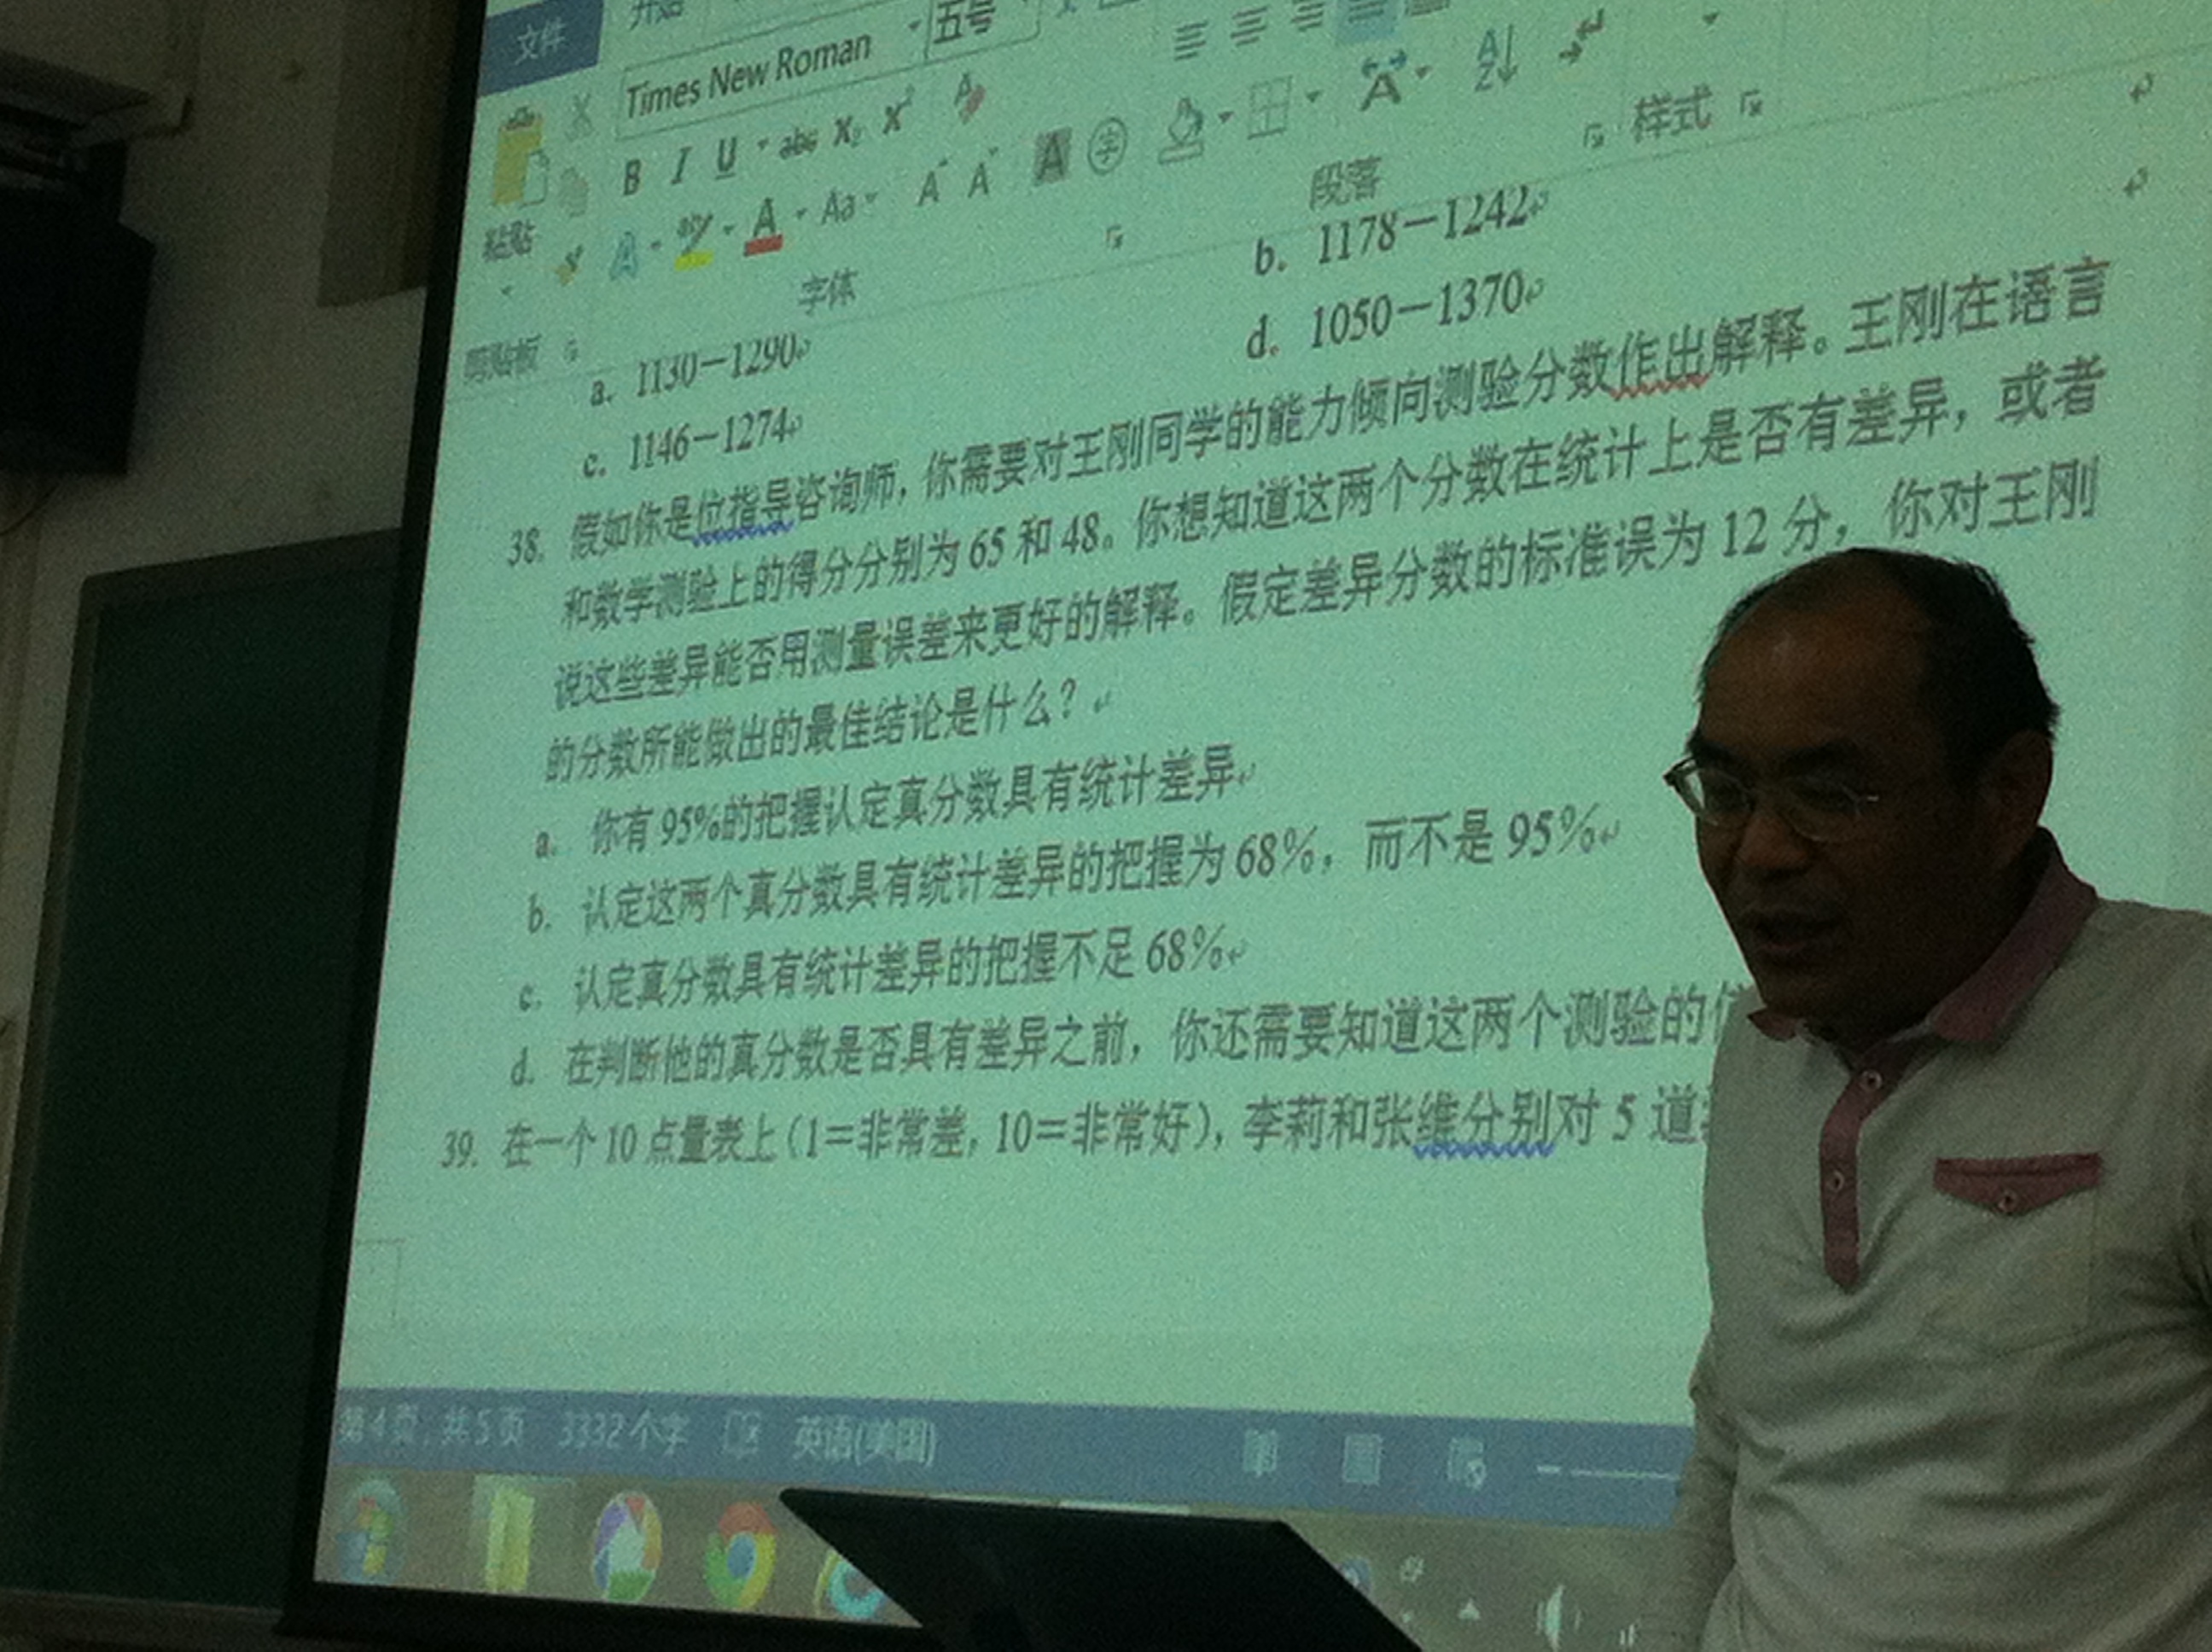 文件 开始
Times New Roman 五号
B I U abc X₂ X² A
粘贴 A aby A Aa A A A 字 A A Z
剪贴板 字体 段落 样式
a. 1130－1290 b. 1178－1242
c. 1146－1274 d. 1050－1370
38. 假如你是位指导咨询师，你需要对王刚同学的能力倾向测验分数作出解释。王刚在语言
和数学测验上的得分分别为 65 和 48。你想知道这两个分数在统计上是否有差异，或者
说这些差异能否用测量误差来更好的解释。假定差异分数的标准误为 12 分，你对王刚
的分数所能做出的最佳结论是什么？
a. 你有 95%的把握认定真分数具有统计差异
b. 认定这两个真分数具有统计差异的把握为 68%，而不是 95%
c. 认定真分数具有统计差异的把握不足 68%
d. 在判断他的真分数是否具有差异之前，你还需要知道这两个测验的
39. 在一个 10 点量表上（1＝非常差，10＝非常好），李莉和张维分别对 5 道
第 4 页，共 5 页 3332 个字 英语(美国)